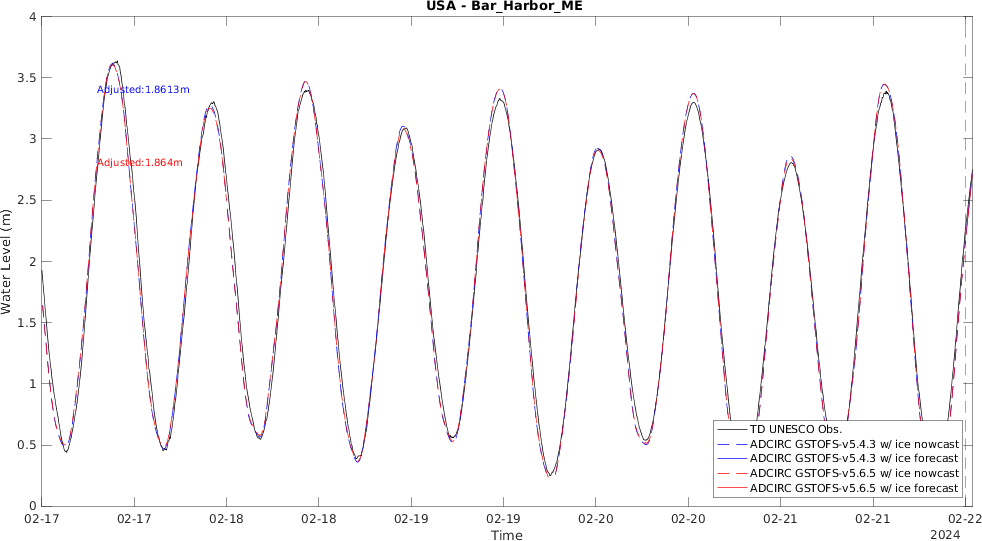 USA - Bar_Harbor_ME
4
3.5
3
2.5
2
1.5
1
0.5
0
Water Level (m)
Adjusted:1.8613m
Adjusted:1.864m
TD UNESCO Obs.
ADCIRC GSTOFS-v5.4.3 w/ ice nowcast
ADCIRC GSTOFS-v5.4.3 w/ ice forecast
ADCIRC GSTOFS-v5.6.5 w/ ice nowcast
ADCIRC GSTOFS-v5.6.5 w/ ice forecast
02-17 02-17 02-18 02-18 02-19 02-19 02-20 02-20 02-21 02-21 02-22
Time
2024